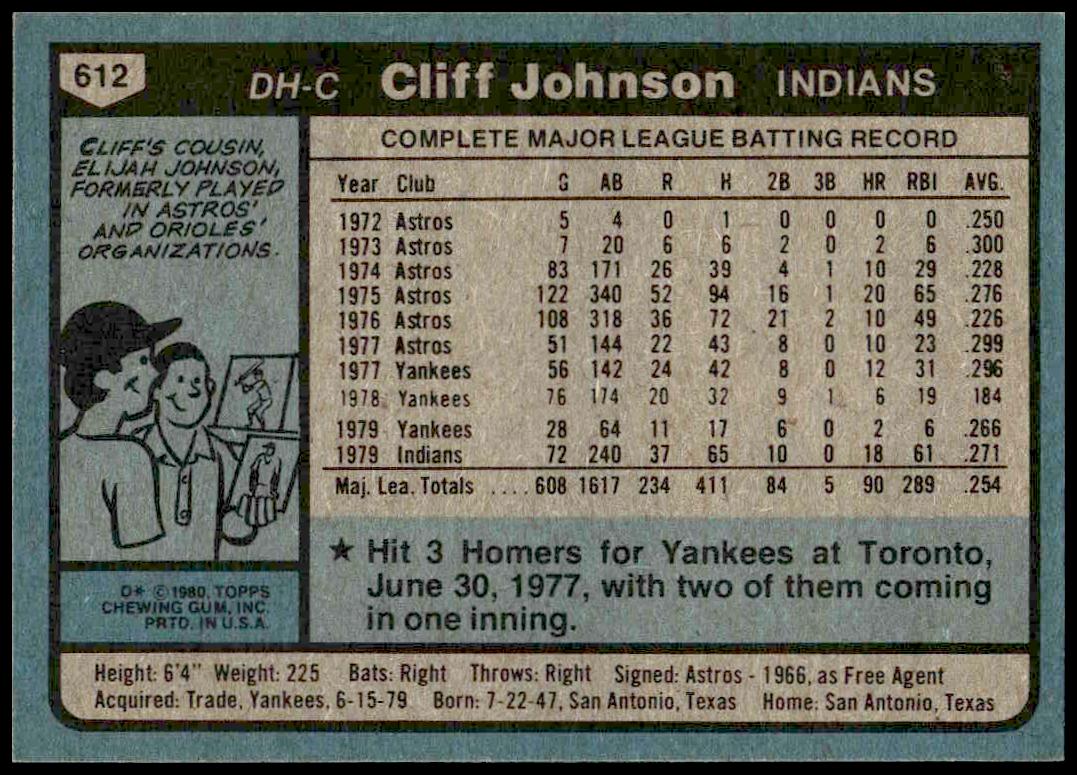 612 DH-C Cliff Johnson INDIANS
CLIFF'S COUSIN,
ELIJAH JOHNSON,
FORMERLY PLAYED
IN ASTROS'
AND ORIOLES'
ORGANIZATIONS.
D* © 1980, TOPPS
CHEWING GUM, INC.
PRTD. IN U.S.A.
COMPLETE MAJOR LEAGUE BATTING RECORD
Year Club G AB R H 2B 3B HR RBI AVG.
1972 Astros 5 4 0 1 0 0 0 0 .250
1973 Astros 7 20 6 6 2 0 2 6 .300
1974 Astros 83 171 26 39 4 1 10 29 .228
1975 Astros 122 340 52 94 16 1 20 65 .276
1976 Astros 108 318 36 72 21 2 10 49 .226
1977 Astros 51 144 22 43 8 0 10 23 .299
1977 Yankees 56 142 24 42 8 0 12 31 .296
1978 Yankees 76 174 20 32 9 1 6 19 .184
1979 Yankees 28 64 11 17 6 0 2 6 .266
1979 Indians 72 240 37 65 10 0 18 61 .271
Maj. Lea. Totals .... 608 1617 234 411 84 5 90 289 .254
★ Hit 3 Homers for Yankees at Toronto,
June 30, 1977, with two of them coming
in one inning.
Height: 6'4" Weight: 225 Bats: Right Throws: Right Signed: Astros - 1966, as Free Agent
Acquired: Trade, Yankees, 6-15-79 Born: 7-22-47, San Antonio, Texas Home: San Antonio, Texas